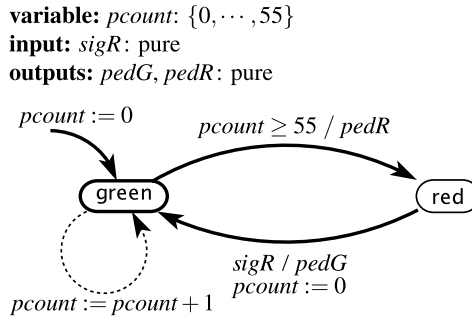 variable: pcount: {0, ⋯, 55}
input: sigR: pure
outputs: pedG, pedR: pure
pcount := 0
pcount ≥ 55 / pedR
green
red
sigR / pedG
pcount := 0
pcount := pcount + 1